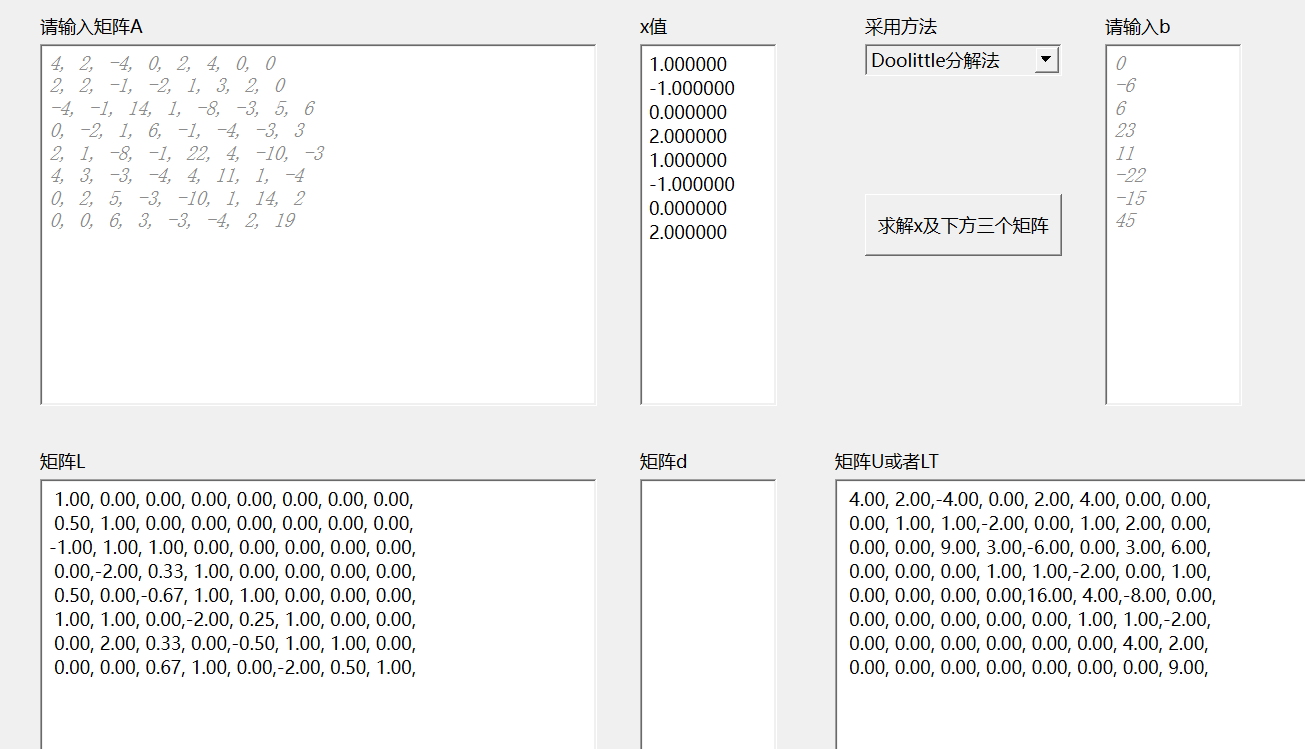 请输入矩阵A
4, 2, -4, 0, 2, 4, 0, 0
2, 2, -1, -2, 1, 3, 2, 0
-4, -1, 14, 1, -8, -3, 5, 6
0, -2, 1, 6, -1, -4, -3, 3
2, 1, -8, -1, 22, 4, -10, -3
4, 3, -3, -4, 4, 11, 1, -4
0, 2, 5, -3, -10, 1, 14, 2
0, 0, 6, 3, -3, -4, 2, 19
x值
1.000000
-1.000000
0.000000
2.000000
1.000000
-1.000000
0.000000
2.000000
采用方法
Doolittle分解法
求解x及下方三个矩阵
请输入b
0
-6
6
23
11
-22
-15
45
矩阵L
1.00, 0.00, 0.00, 0.00, 0.00, 0.00, 0.00, 0.00,
0.50, 1.00, 0.00, 0.00, 0.00, 0.00, 0.00, 0.00,
-1.00, 1.00, 1.00, 0.00, 0.00, 0.00, 0.00, 0.00,
0.00,-2.00, 0.33, 1.00, 0.00, 0.00, 0.00, 0.00,
0.50, 0.00,-0.67, 1.00, 1.00, 0.00, 0.00, 0.00,
1.00, 1.00, 0.00,-2.00, 0.25, 1.00, 0.00, 0.00,
0.00, 2.00, 0.33, 0.00,-0.50, 1.00, 1.00, 0.00,
0.00, 0.00, 0.67, 1.00, 0.00,-2.00, 0.50, 1.00,
矩阵d
矩阵U或者LT
4.00, 2.00,-4.00, 0.00, 2.00, 4.00, 0.00, 0.00,
0.00, 1.00, 1.00,-2.00, 0.00, 1.00, 2.00, 0.00,
0.00, 0.00, 9.00, 3.00,-6.00, 0.00, 3.00, 6.00,
0.00, 0.00, 0.00, 1.00, 1.00,-2.00, 0.00, 1.00,
0.00, 0.00, 0.00, 0.00,16.00, 4.00,-8.00, 0.00,
0.00, 0.00, 0.00, 0.00, 0.00, 1.00, 1.00,-2.00,
0.00, 0.00, 0.00, 0.00, 0.00, 0.00, 4.00, 2.00,
0.00, 0.00, 0.00, 0.00, 0.00, 0.00, 0.00, 9.00,